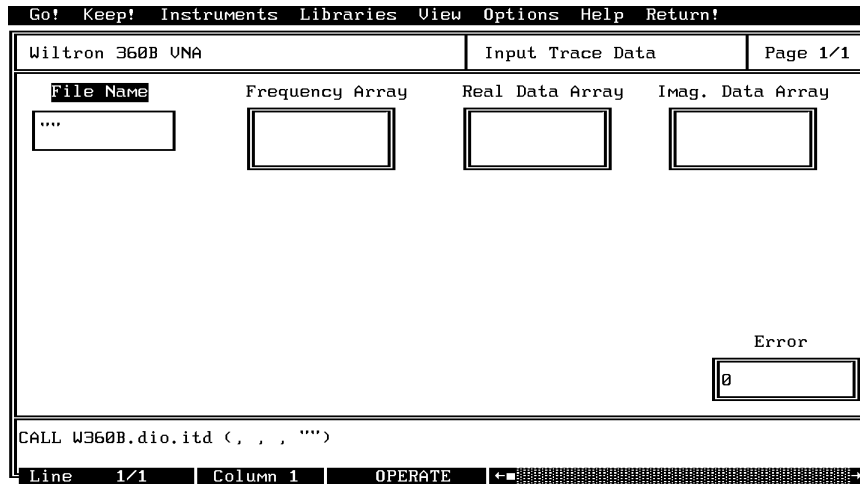 Go! Keep! Instruments Libraries View Options Help Return!
Wiltron 360B VNA Input Trace Data Page 1/1
File Name Frequency Array Real Data Array Imag. Data Array
""
Error
0
CALL W360B.dio.itd (, , , "")
Line 1/1 Column 1 OPERATE